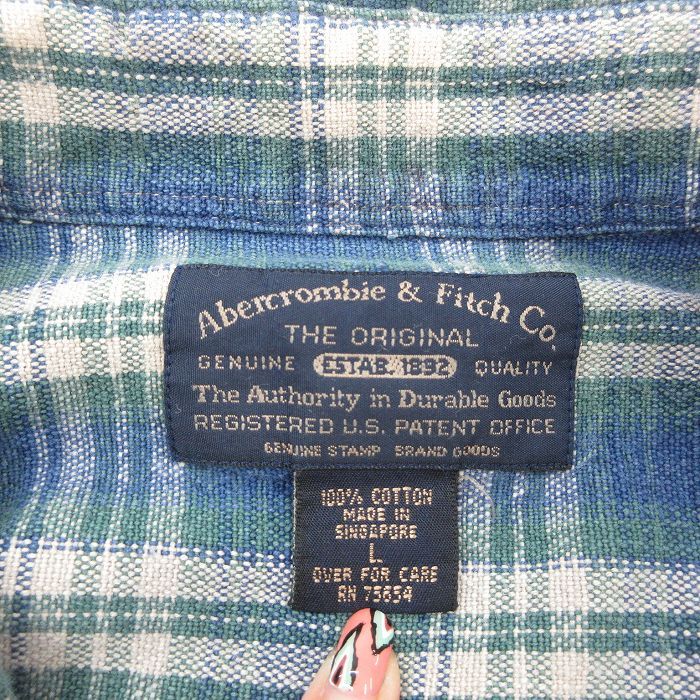 Abercrombie & Fitch Co.
THE ORIGINAL
GENUINE ESTAB. 1892 QUALITY
The Authority in Durable Goods
REGISTERED U.S. PATENT OFFICE
GENUINE STAMP BRAND GOODS
100% COTTON
MADE IN
SINGAPORE
L
OVER FOR CARE
RN 75654